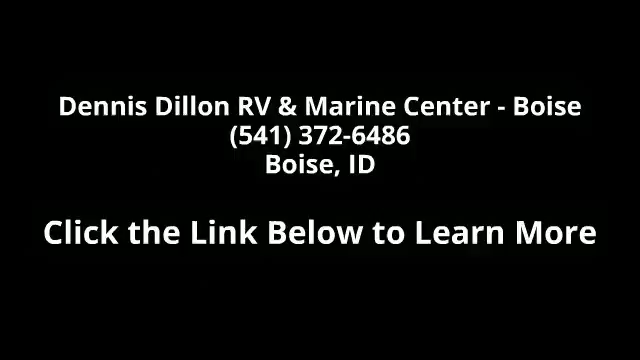 Dennis Dillon RV & Marine Center - Boise
(541) 372-6486
Boise, ID
Click the Link Below to Learn More